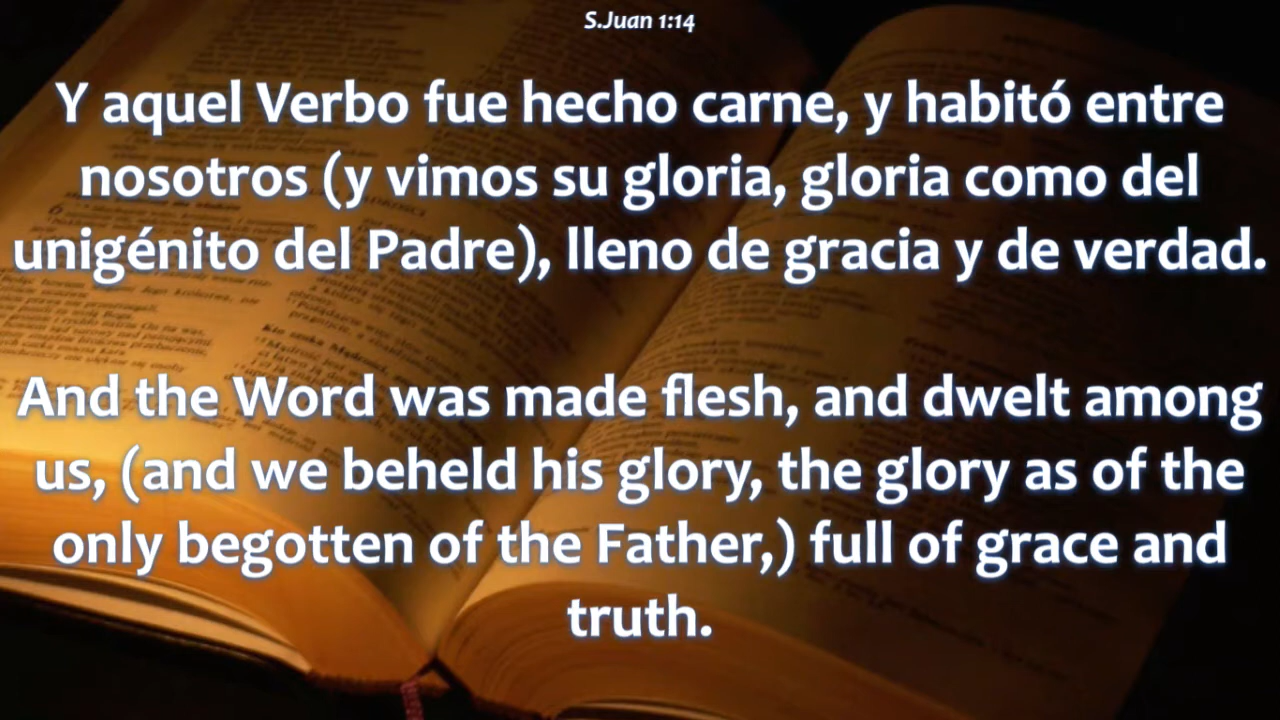 S.Juan 1:14
Y aquel Verbo fue hecho carne, y habitó entre
nosotros (y vimos su gloria, gloria como del
unigénito del Padre), lleno de gracia y de verdad.
And the Word was made flesh, and dwelt among
us, (and we beheld his glory, the glory as of the
only begotten of the Father,) full of grace and
truth.